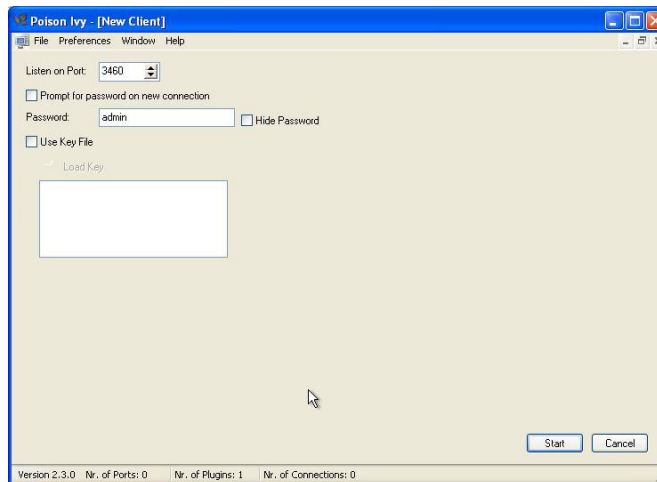 Poison Ivy - [New Client]
File Preferences Window Help
Listen on Port: 3460
Prompt for password on new connection
Password: admin Hide Password
Use Key File
Load Key
Start Cancel
Version 2.3.0 Nr. of Ports: 0 Nr. of Plugins: 1 Nr. of Connections: 0